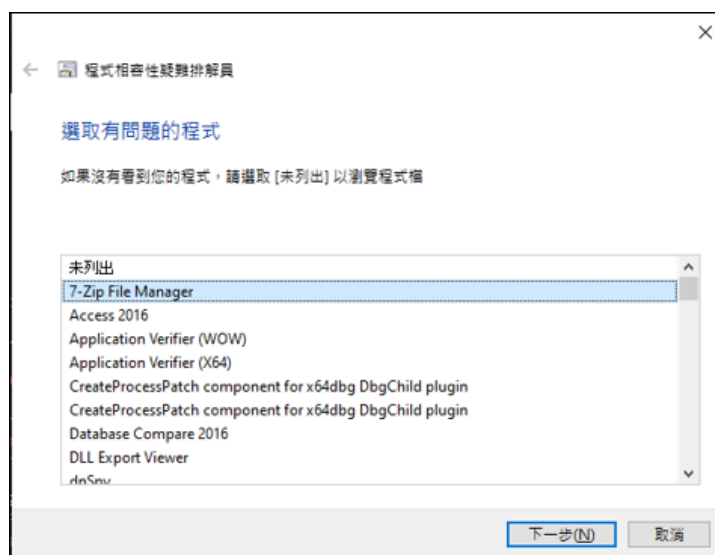 程式相容性疑難排解員
選取有問題的程式
如果沒有看到您的程式，請選取 [未列出] 以瀏覽程式檔
未列出
7-Zip File Manager
Access 2016
Application Verifier (WOW)
Application Verifier (X64)
CreateProcessPatch component for x64dbg DbgChild plugin
CreateProcessPatch component for x64dbg DbgChild plugin
Database Compare 2016
DLL Export Viewer
dnSpy
下一步(N)
取消